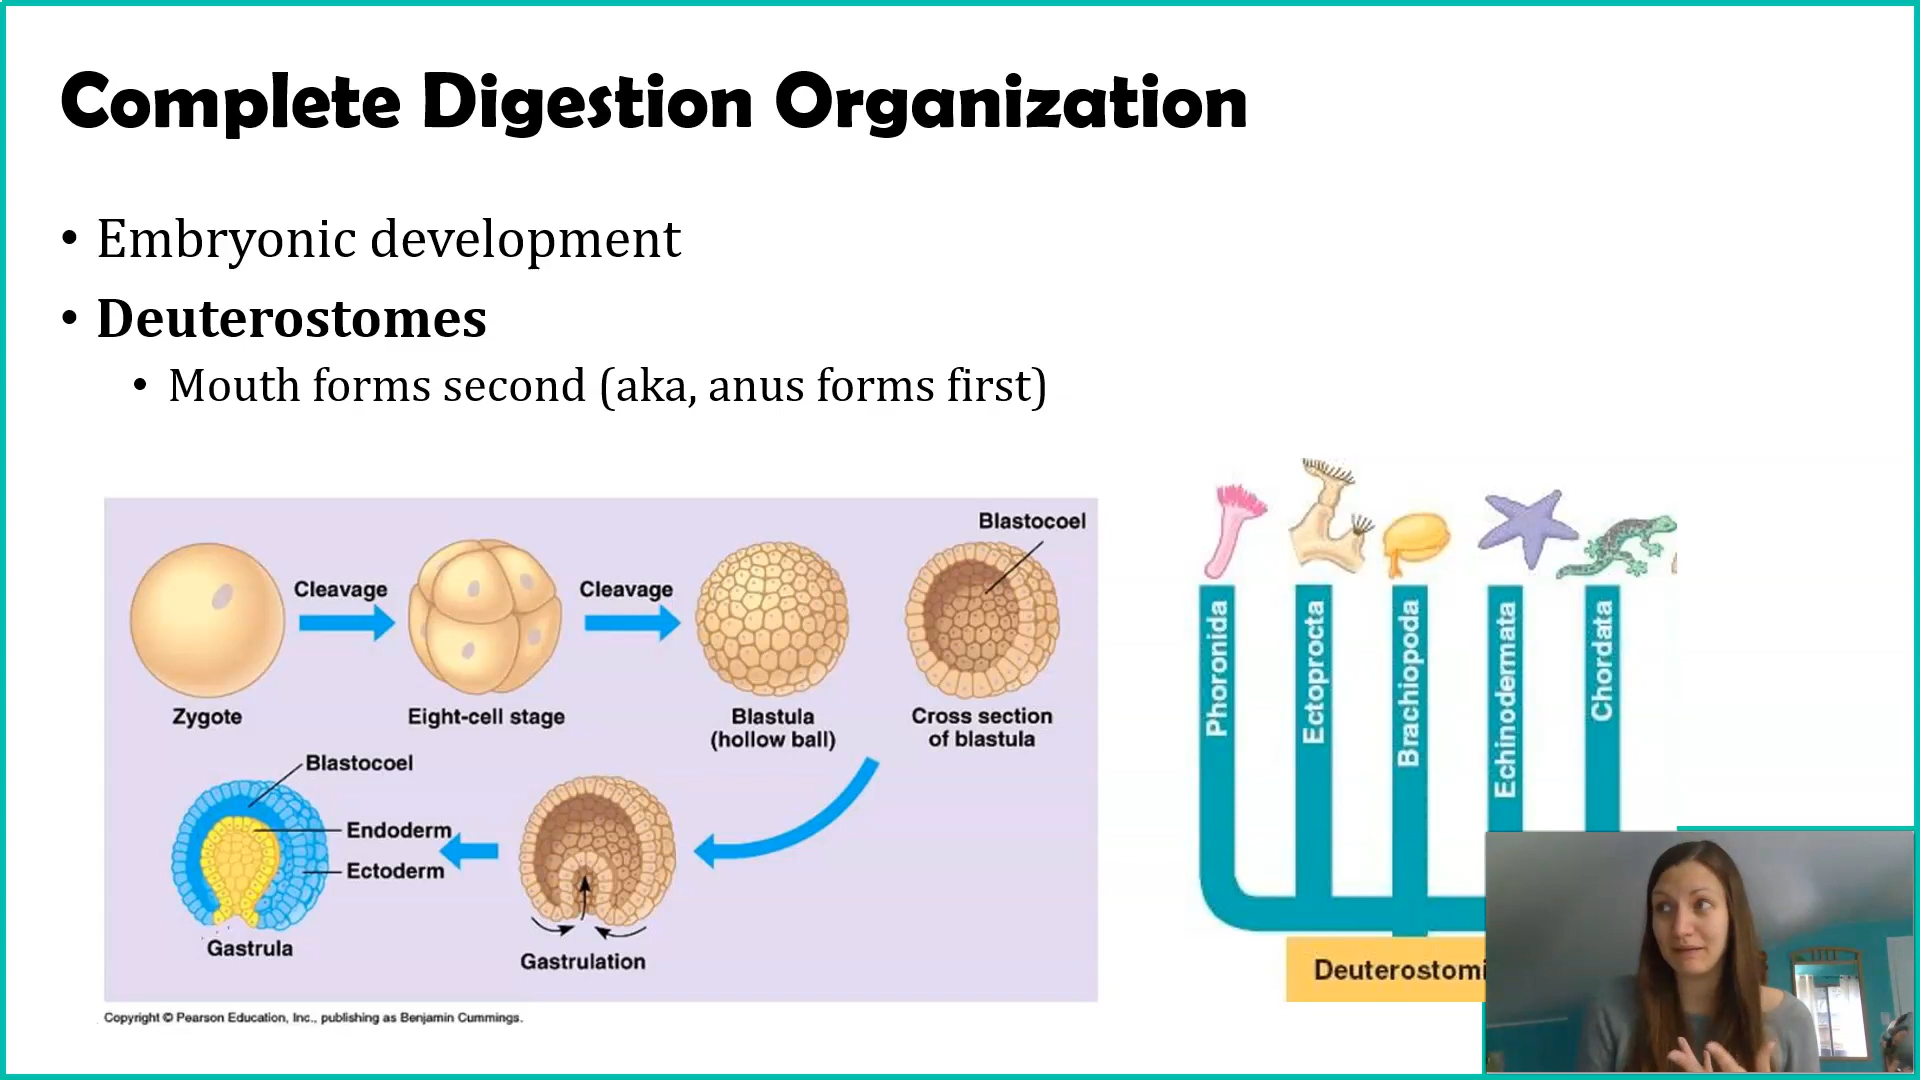 Complete Digestion Organization
• Embryonic development
• Deuterostomes
• Mouth forms second (aka, anus forms first)
Blastocoel
Cleavage
Cleavage
Zygote
Eight-cell stage
Blastula
(hollow ball)
Cross section
of blastula
Blastocoel
Endoderm
Ectoderm
Gastrula
Gastrulation
Copyright © Pearson Education, Inc., publishing as Benjamin Cummings.
Phoronida
Ectoprocta
Brachiopoda
Echinodermata
Chordata
Deuterostomi